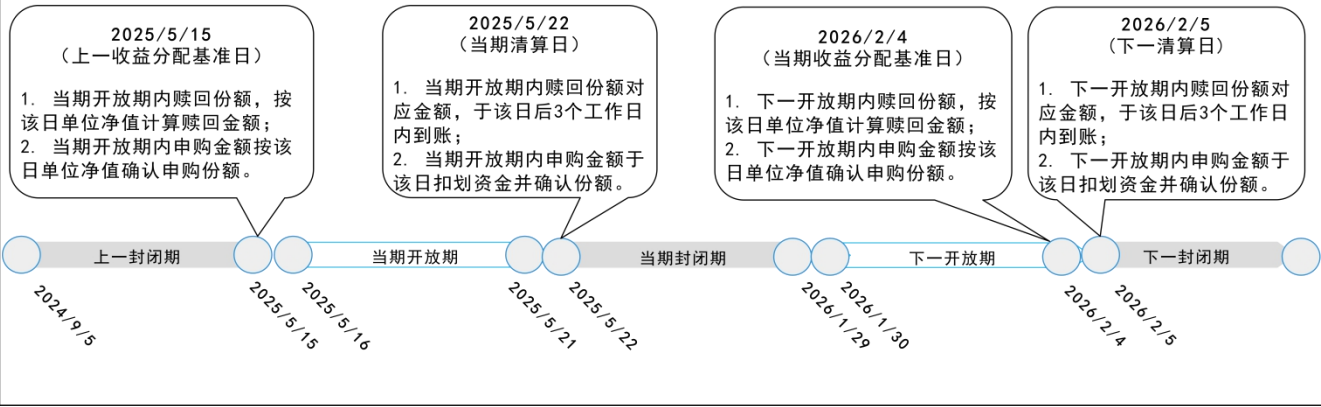 2025/5/15
（上一收益分配基准日）
1. 当期开放期内赎回份额，按
该日单位净值计算赎回金额；
2. 当期开放期内申购金额按该
日单位净值确认申购份额。
2025/5/22
（当期清算日）
1. 当期开放期内赎回份额对
应金额，于该日后3个工作日
内到账；
2. 当期开放期内申购金额于
该日扣划资金并确认份额。
2026/2/4
（当期收益分配基准日）
1. 下一开放期内赎回份额，按
该日单位净值计算赎回金额；
2. 下一开放期内申购金额按该
日单位净值确认申购份额。
2026/2/5
（下一清算日）
1. 下一开放期内赎回份额对
应金额，于该日后3个工作日
内到账；
2. 下一开放期内申购金额于
该日扣划资金并确认份额。
上一封闭期
当期开放期
当期封闭期
下一开放期
下一封闭期
2024/9/5
2025/5/15
2025/5/16
2025/5/21
2025/5/22
2026/1/29
2026/1/30
2026/2/4
2026/2/5